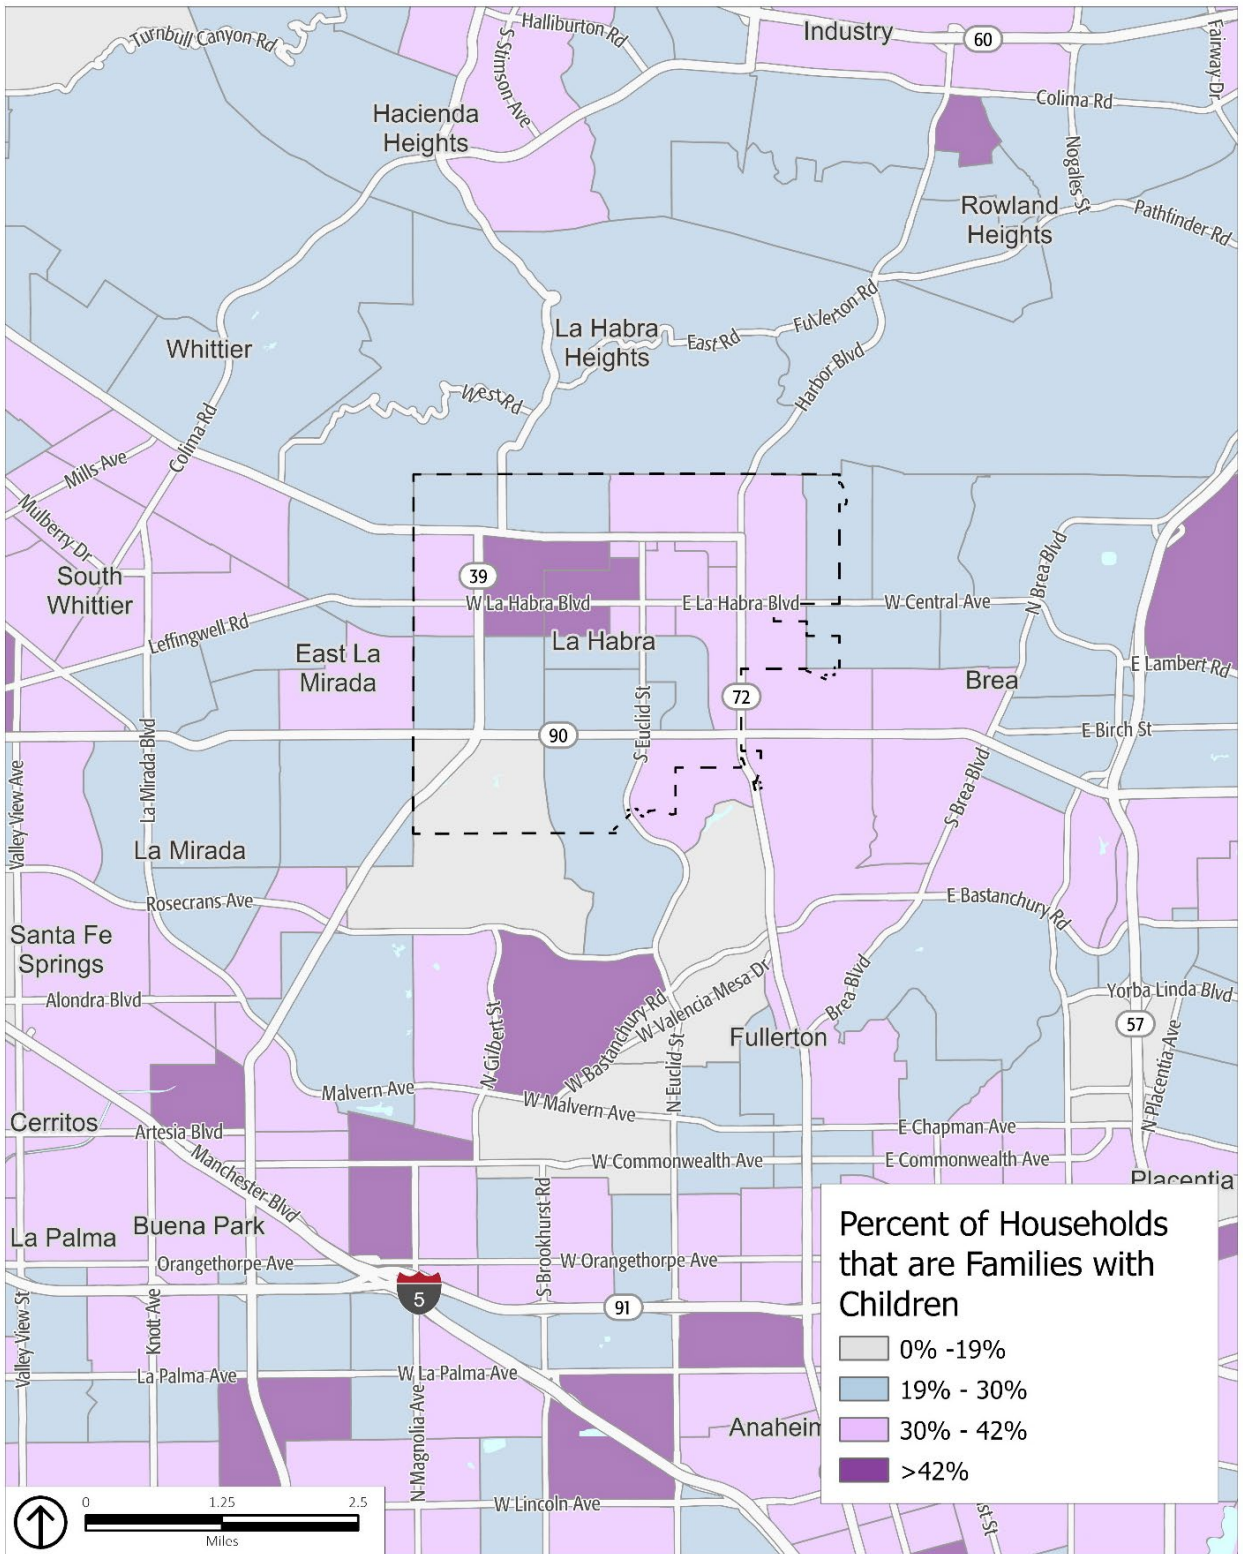 Turnbull Canyon Rd
Halliburton Rd
S Stimson Ave
Industry
60
Fairway Dr
Colima Rd
Hacienda
Heights
Nogales St
Rowland
Heights
Pathfinder Rd
Fullerton Rd
La Habra
Heights
East Rd
Whittier
Harbor Blvd
West Rd
Colima Rd
Mills Ave
Mulberry Dr
South
Whittier
39
W La Habra Blvd
E La Habra Blvd
W Central Ave
N Brea Blvd
Leffingwell Rd
La Habra
East La
Mirada
E Lambert Rd
Brea
72
S Euclid St
90
E Birch St
La Mirada Blvd
Valley View Ave
S Brea Blvd
La Mirada
Rosecrans Ave
E Bastanchury Rd
Santa Fe
Springs
Alondra Blvd
W Valencia Mesa Dr
Brea Blvd
Yorba Linda Blvd
N Gilbert St
W Bastanchury Rd
N Euclid St
Fullerton
57
N Placentia Ave
Malvern Ave
W Malvern Ave
Cerritos
Artesia Blvd
E Chapman Ave
Manchester Blvd
W Commonwealth Ave
E Commonwealth Ave
Placentia
La Palma
Buena Park
Orangethorpe Ave
S Brookhurst Rd
W Orangethorpe Ave
5
91
Valley View St
Knott Ave
La Palma Ave
W La Palma Ave
N Magnolia Ave
Anaheim
W Lincoln Ave
st St
Percent of Households
that are Families with
Children
0% -19%
19% - 30%
30% - 42%
>42%
0 1.25 2.5
Miles